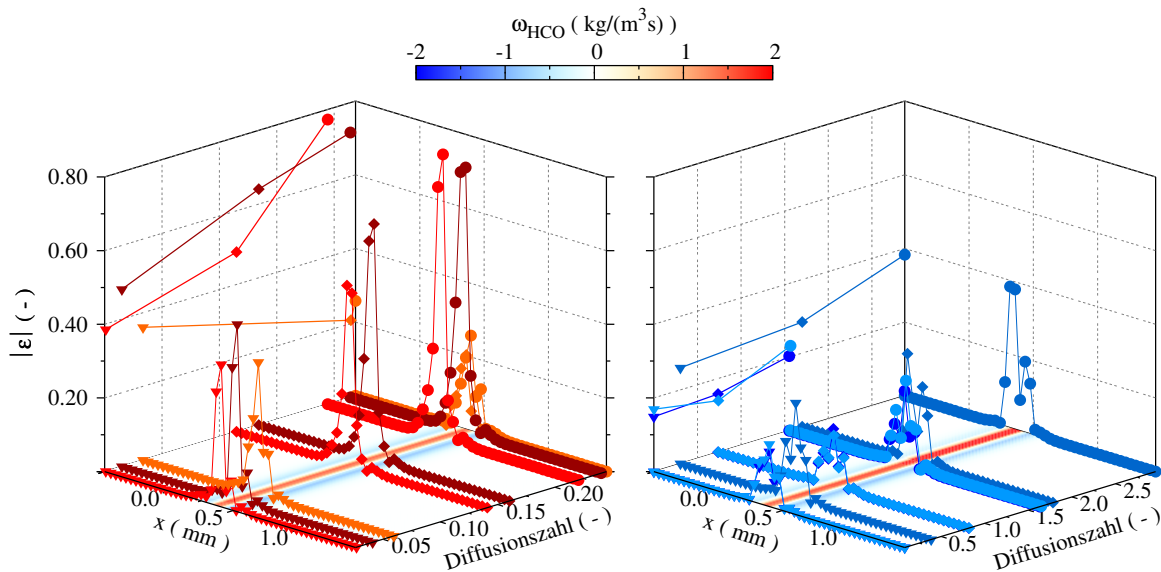 ω_HCO ( kg/(m³s) )
-2 -1 0 1 2
0.80
0.60
0.40
0.20
|ε| ( - )
0.0
0.5
1.0
x ( mm )
0.05
0.10
0.15
0.20
Diffusionszahl ( - )
0.0
0.5
1.0
x ( mm )
0.5
1.0
1.5
2.0
2.5
Diffusionszahl ( - )